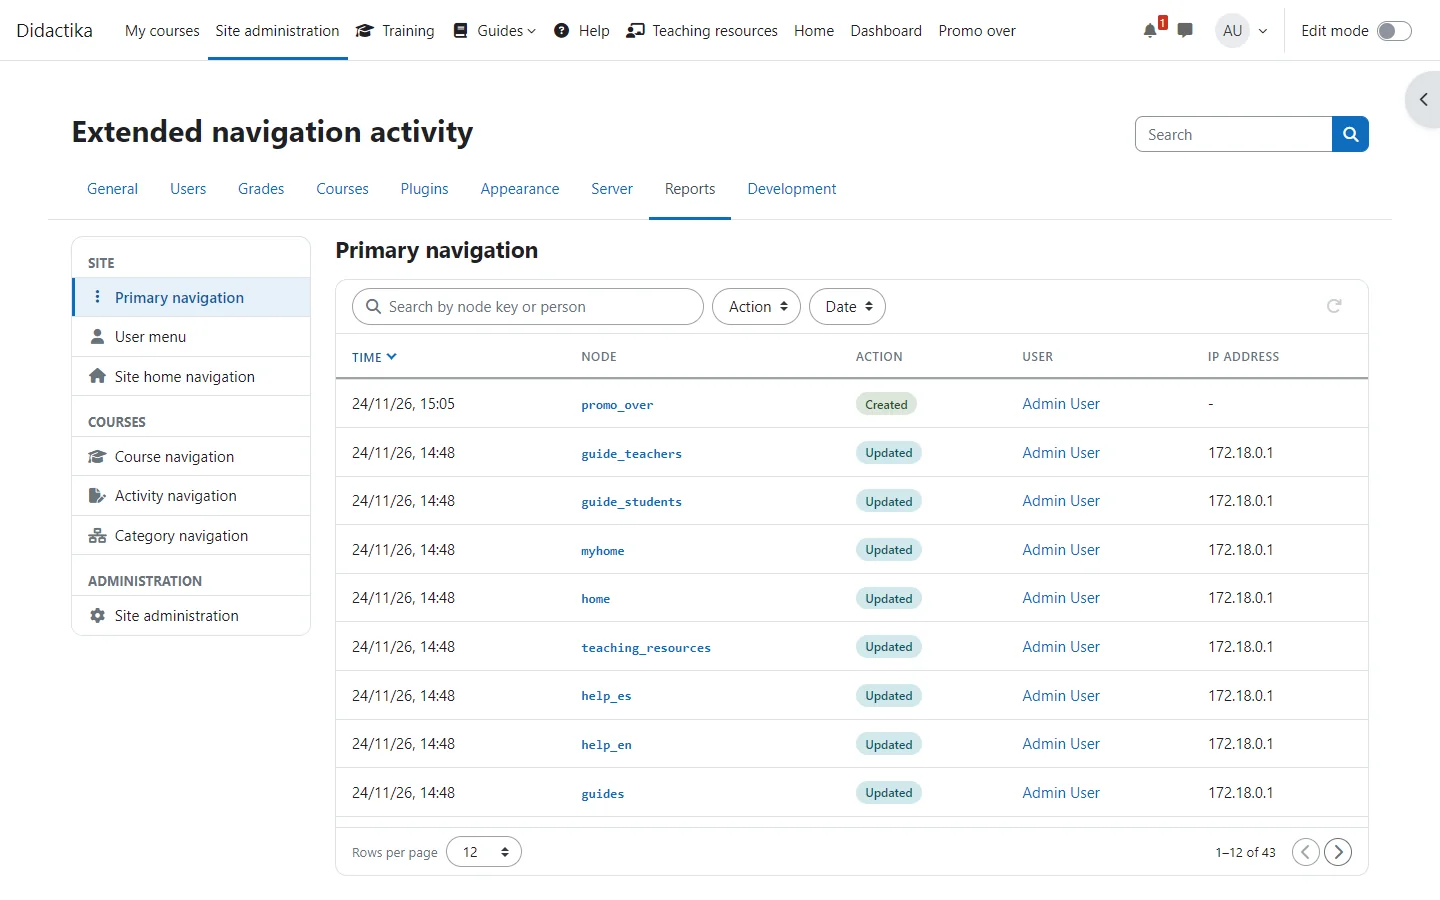 Didactika My courses Site administration Training Guides Help Teaching resources Home Dashboard Promo over 1 AU Edit mode
Extended navigation activity
Search
General Users Grades Courses Plugins Appearance Server Reports Development
SITE
Primary navigation
User menu
Site home navigation
COURSES
Course navigation
Activity navigation
Category navigation
ADMINISTRATION
Site administration
Primary navigation
Search by node key or person Action Date
TIME NODE ACTION USER IP ADDRESS
24/11/26, 15:05 promo_over Created Admin User -
24/11/26, 14:48 guide_teachers Updated Admin User 172.18.0.1
24/11/26, 14:48 guide_students Updated Admin User 172.18.0.1
24/11/26, 14:48 myhome Updated Admin User 172.18.0.1
24/11/26, 14:48 home Updated Admin User 172.18.0.1
24/11/26, 14:48 teaching_resources Updated Admin User 172.18.0.1
24/11/26, 14:48 help_es Updated Admin User 172.18.0.1
24/11/26, 14:48 help_en Updated Admin User 172.18.0.1
24/11/26, 14:48 guides Updated Admin User 172.18.0.1
Rows per page 12 1–12 of 43